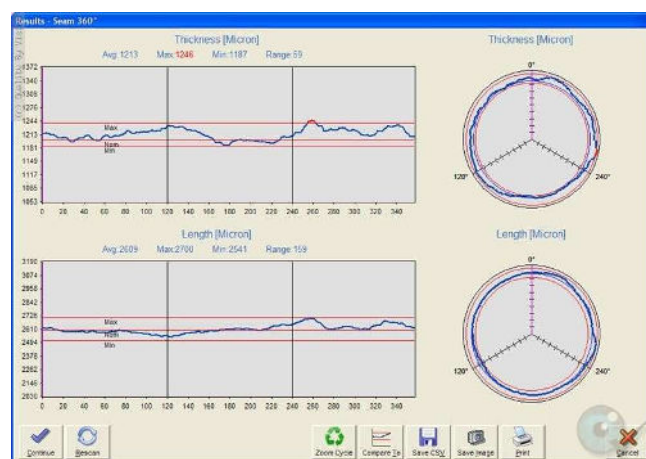 Results - Seam 360°
Thickness [Micron]
Avg:1213 Max:1246 Min:1187 Range:59
1372
1340
1308
1276
1244
1213
1181
1149
1117
1085
1053
Max
Nom
Min
0 20 40 60 80 100 120 140 160 180 200 220 240 260 280 300 320 340
Thickness [Micron]
0°
120° 240°
Length [Micron]
Avg:2609 Max:2700 Min:2541 Range:159
3190
3074
2958
2842
2726
2610
2494
2378
2262
2146
2030
Max
Nom
Min
0 20 40 60 80 100 120 140 160 180 200 220 240 260 280 300 320 340
Length [Micron]
0°
120° 240°
Continue Rescan Zoom Cycle Compare To Save CSV Save Image Print Cancel